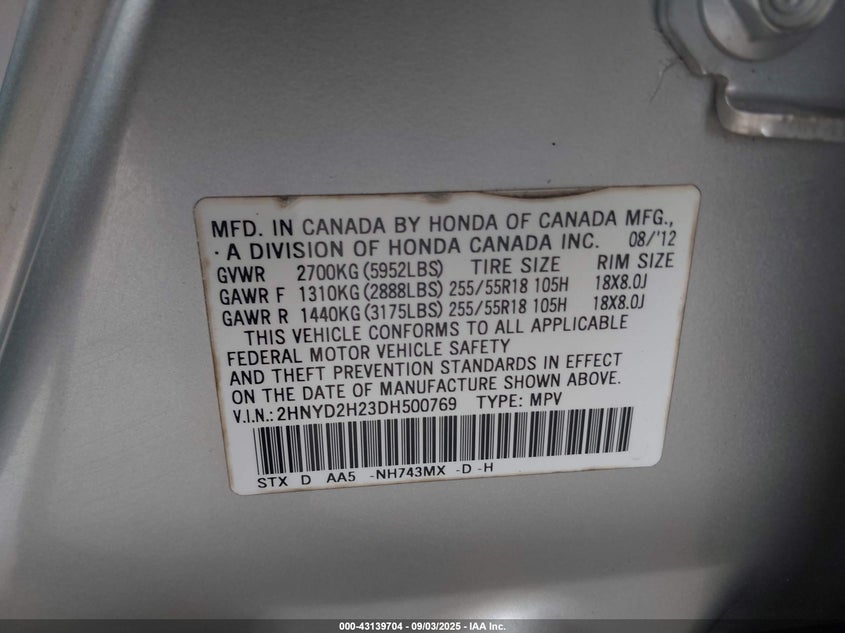 MFD. IN CANADA BY HONDA OF CANADA MFG.,
· A DIVISION OF HONDA CANADA INC. 08/'12
GVWR 2700KG (5952LBS) TIRE SIZE RIM SIZE
GAWR F 1310KG (2888LBS) 255/55R18 105H 18X8.0J
GAWR R 1440KG (3175LBS) 255/55R18 105H 18X8.0J
THIS VEHICLE CONFORMS TO ALL APPLICABLE
FEDERAL MOTOR VEHICLE SAFETY
AND THEFT PREVENTION STANDARDS IN EFFECT
ON THE DATE OF MANUFACTURE SHOWN ABOVE.
V.I.N.: 2HNYD2H23DH500769 TYPE: MPV
STX D AA5 -NH743MX -D -H
000-43139704 - 09/03/2025 - IAA Inc.